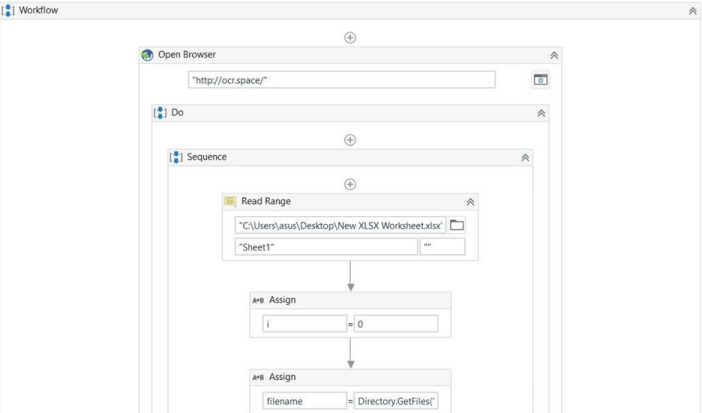 Workflow
Open Browser
"http://ocr.space/"
Do
Sequence
Read Range
"C:\Users\asus\Desktop\New XLSX Worksheet.xlsx'
"Sheet1" ""
A+B Assign
i = 0
A+B Assign
filename = Directory.GetFiles("